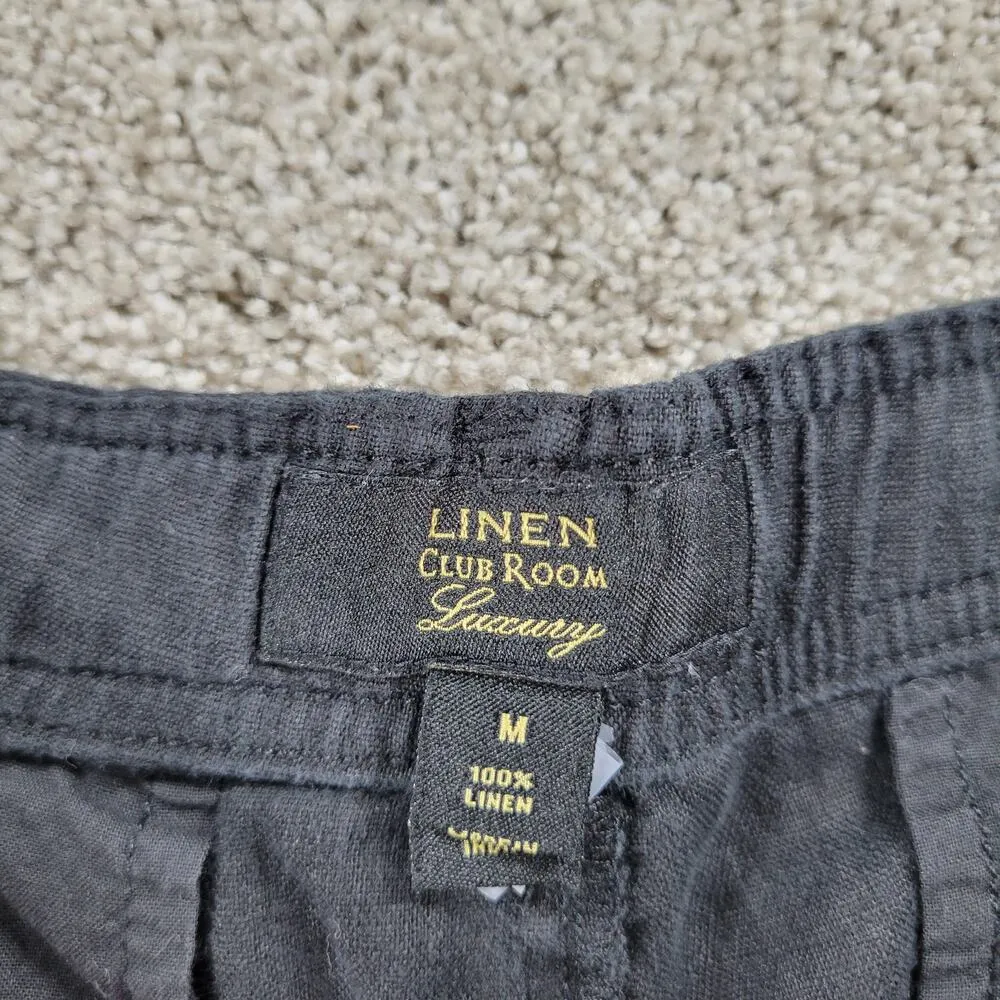 LINEN
CLUB ROOM
Luxury
M
100%
LINEN